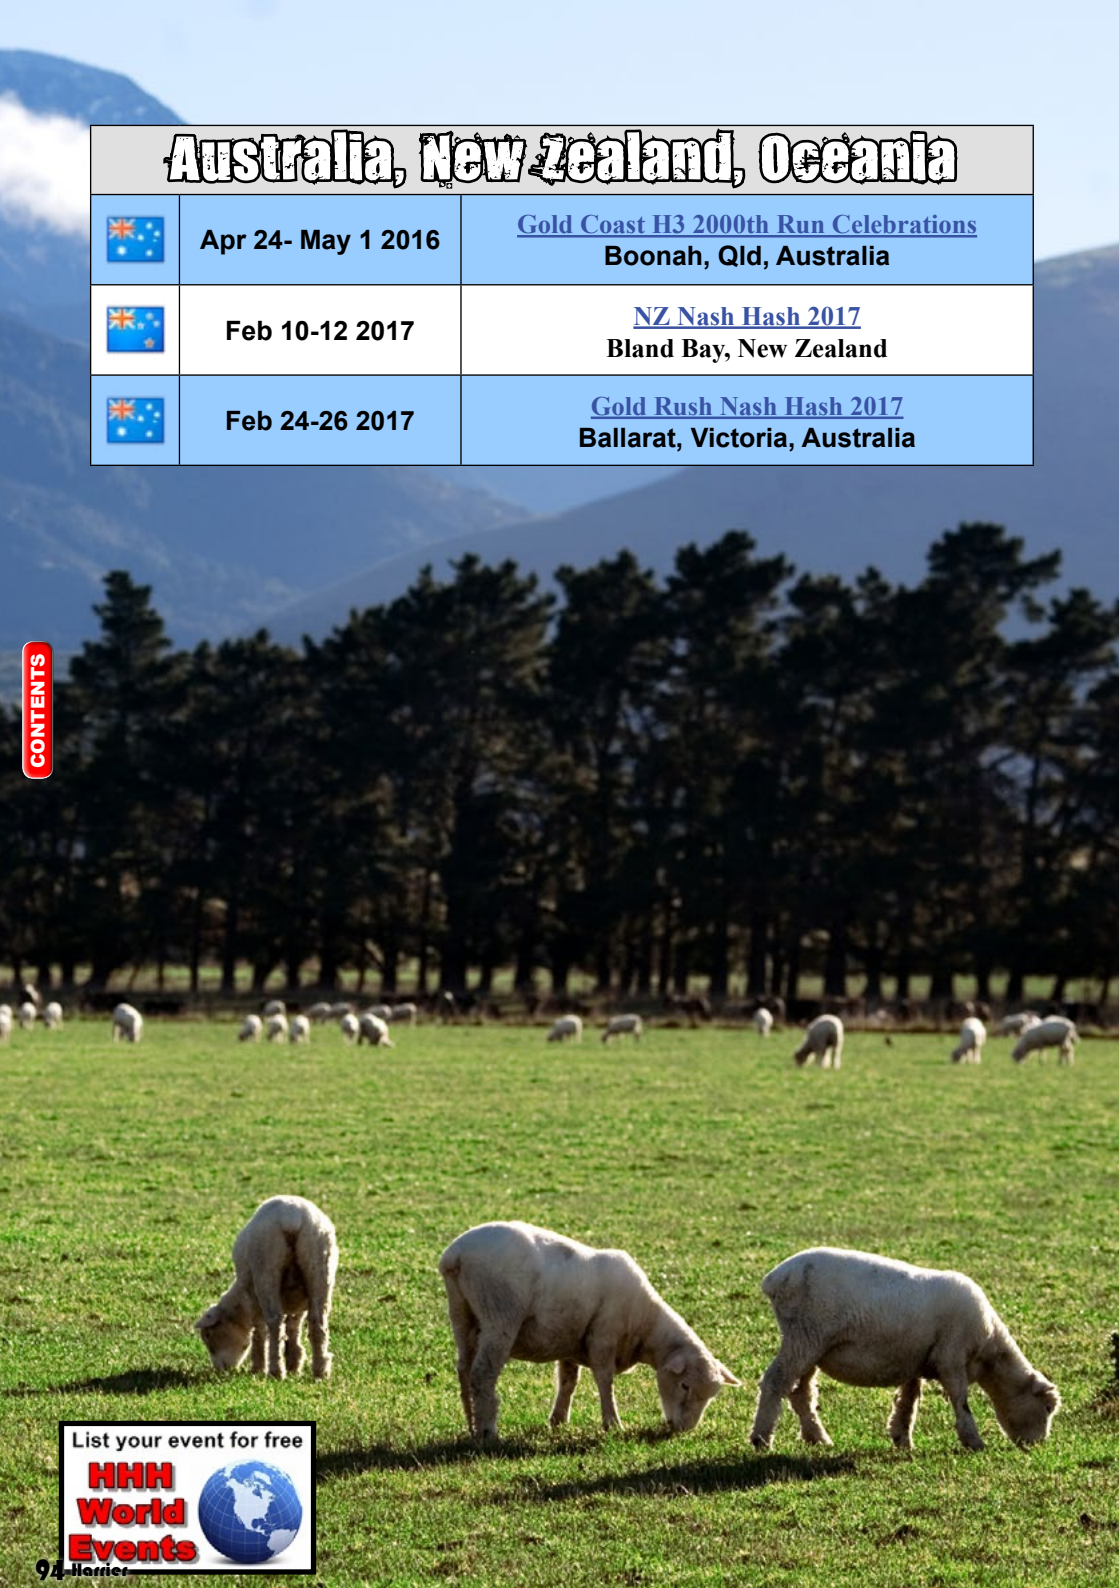 Australia, New Zealand, Oceania
Apr 24- May 1 2016
Gold Coast H3 2000th Run Celebrations
Boonah, Qld, Australia
Feb 10-12 2017
NZ Nash Hash 2017
Bland Bay, New Zealand
Feb 24-26 2017
Gold Rush Nash Hash 2017
Ballarat, Victoria, Australia
CONTENTS
List your event for free
HHH
World
Events
94 Harrier